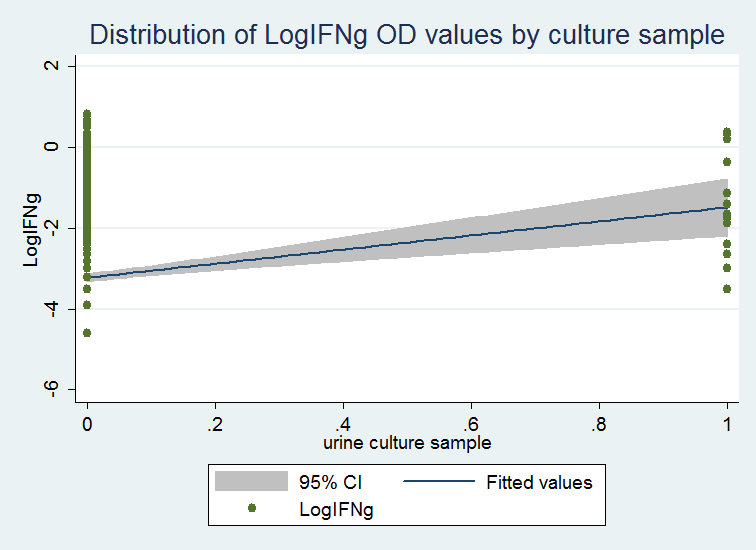 Distribution of LogIFNg OD values by culture sample
2
0
-2
-4
-6
LogIFNg
0 .2 .4 .6 .8 1
urine culture sample
95% CI Fitted values
LogIFNg